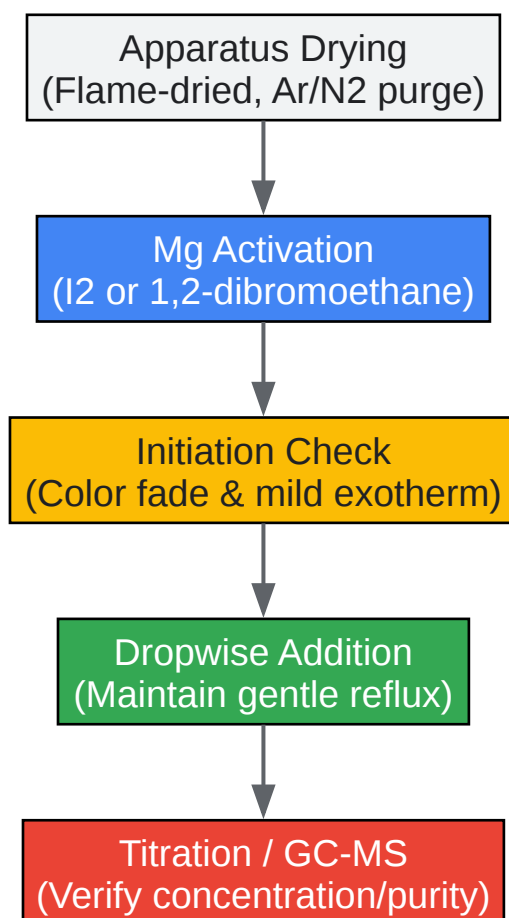 Apparatus Drying
(Flame-dried, Ar/N2 purge)
Mg Activation
(I2 or 1,2-dibromoethane)
Initiation Check
(Color fade & mild exotherm)
Dropwise Addition
(Maintain gentle reflux)
Titration / GC-MS
(Verify concentration/purity)